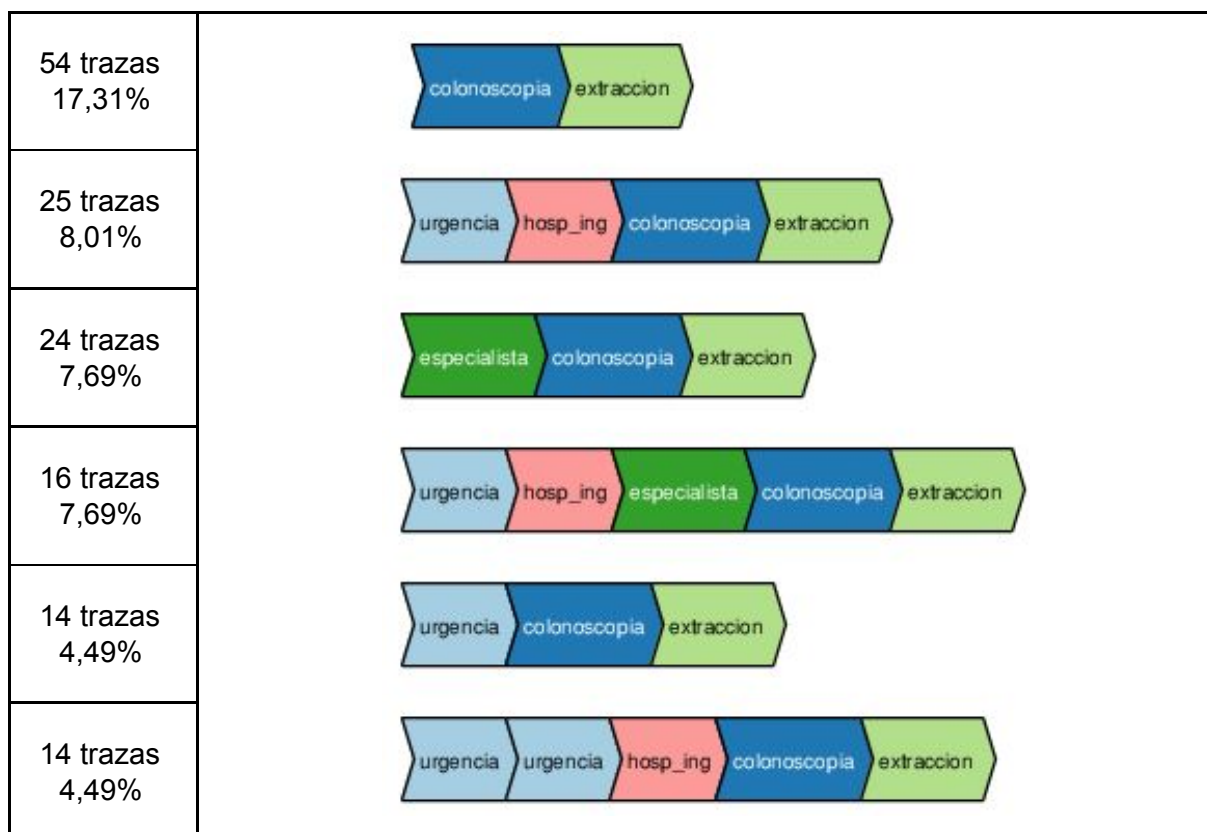 54 trazas
17,31%
colonoscopia extraccion
25 trazas
8,01%
urgencia hosp_ing colonoscopia extraccion
24 trazas
7,69%
especialista colonoscopia extraccion
16 trazas
7,69%
urgencia hosp_ing especialista colonoscopia extraccion
14 trazas
4,49%
urgencia colonoscopia extraccion
14 trazas
4,49%
urgencia urgencia hosp_ing colonoscopia extraccion